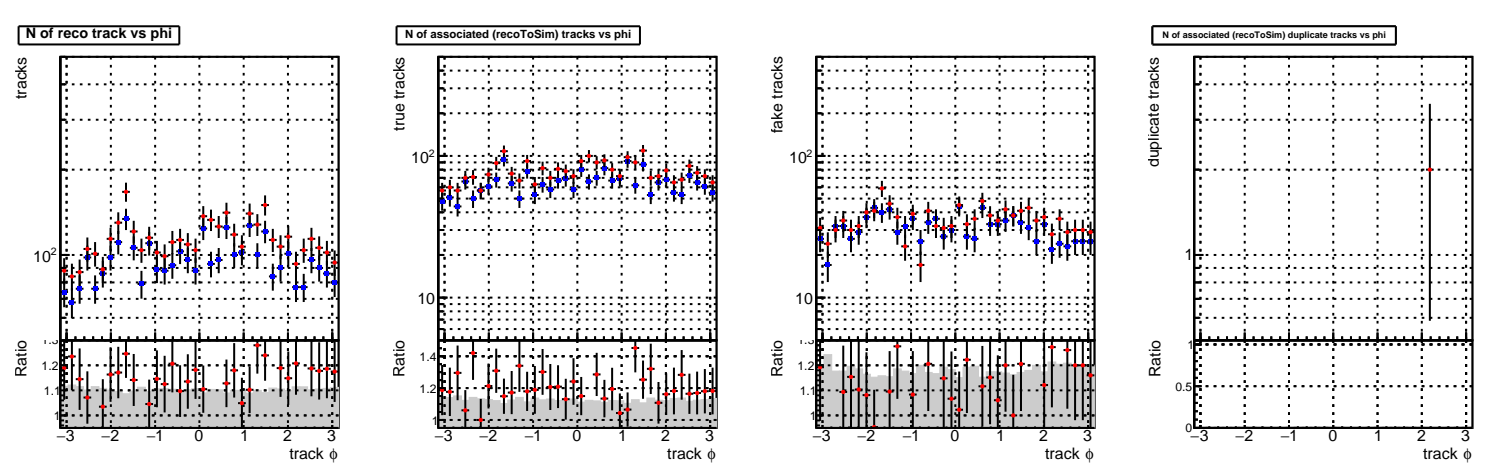 N of reco track vs phi
tracks
10²
Ratio
1.3
1.2
1.1
1
−3 −2 −1 0 1 2 3
track ϕ
N of associated (recoToSim) tracks vs phi
true tracks
10²
10
Ratio
1.4
1.2
1
−3 −2 −1 0 1 2 3
track ϕ
fake tracks
10²
10
Ratio
1.3
1.2
1.1
1
−3 −2 −1 0 1 2 3
track ϕ
N of associated (recoToSim) duplicate tracks vs phi
duplicate tracks
1
Ratio
1
0.5
0
−3 −2 −1 0 1 2 3
track ϕ